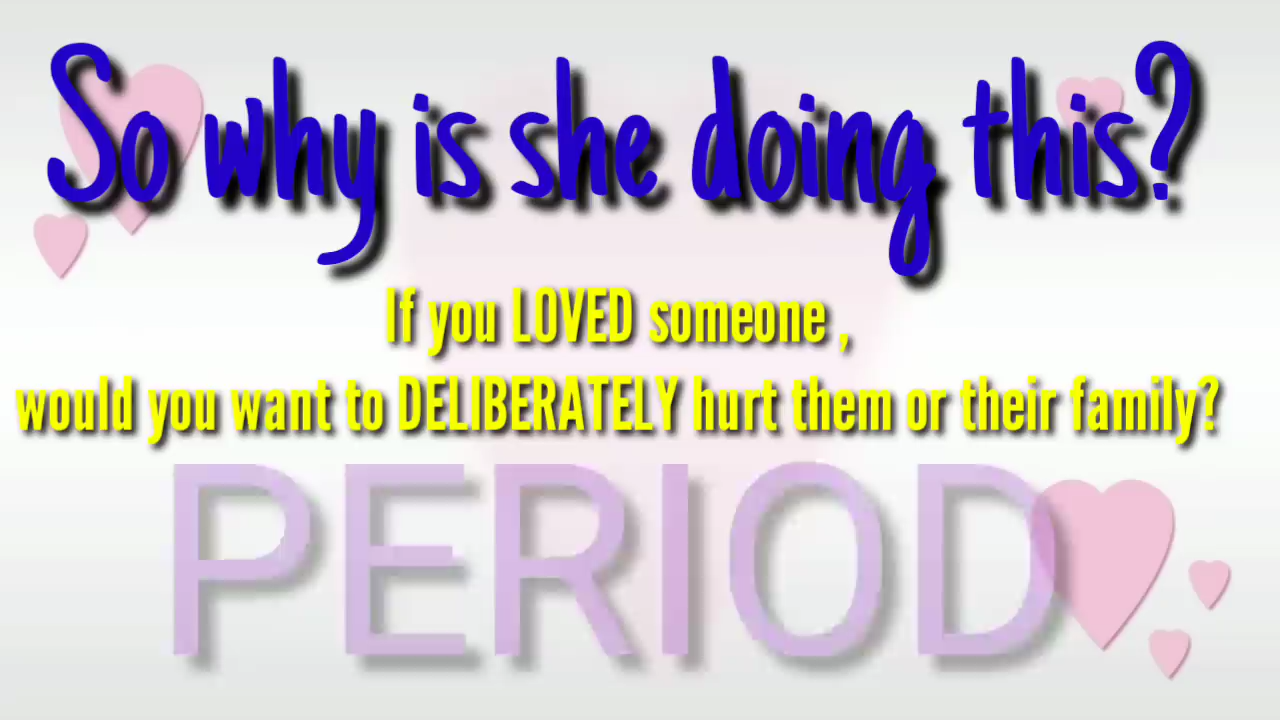 So why is she doing this?
If you LOVED someone ,
would you want to DELIBERATELY hurt them or their family?
PERIOD